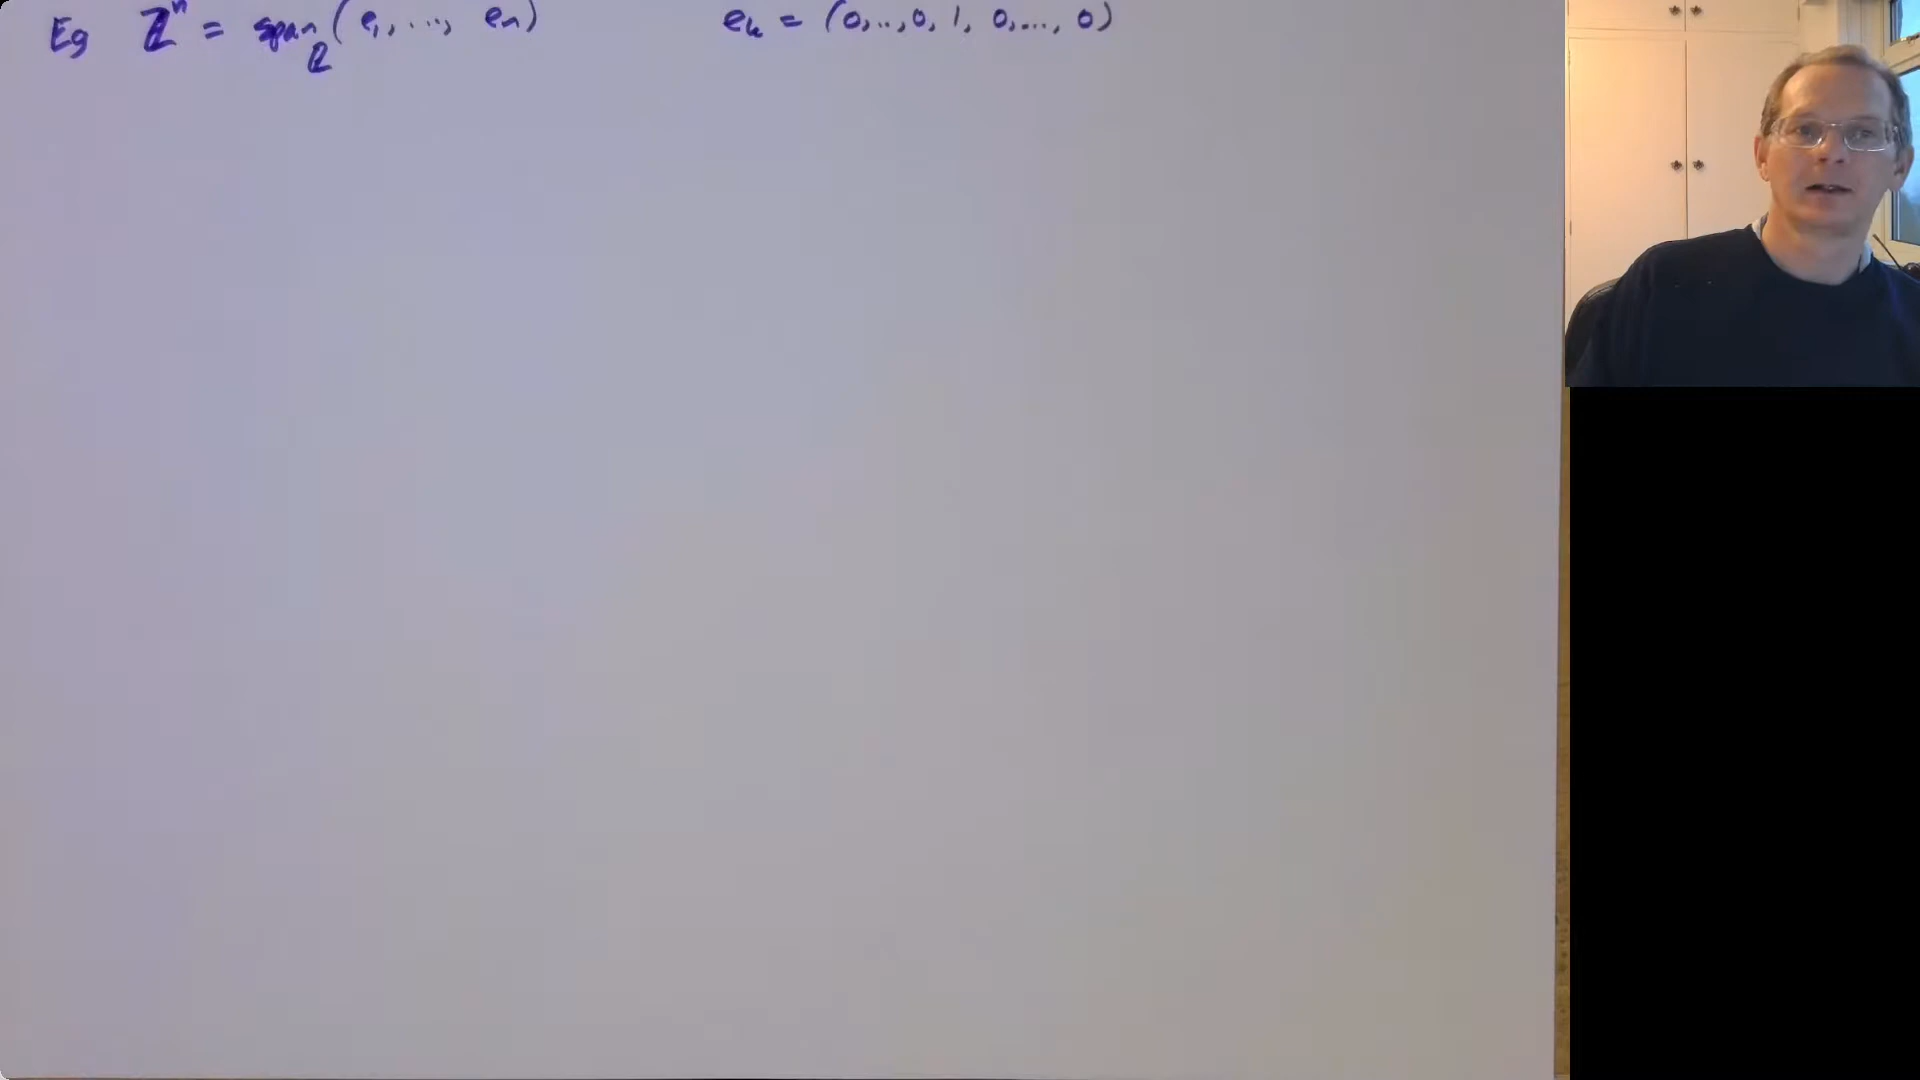 Eg ℤⁿ = span_ℤ (e₁, ..., eₙ) eₖ = (0,..,0, 1, 0,..., 0)